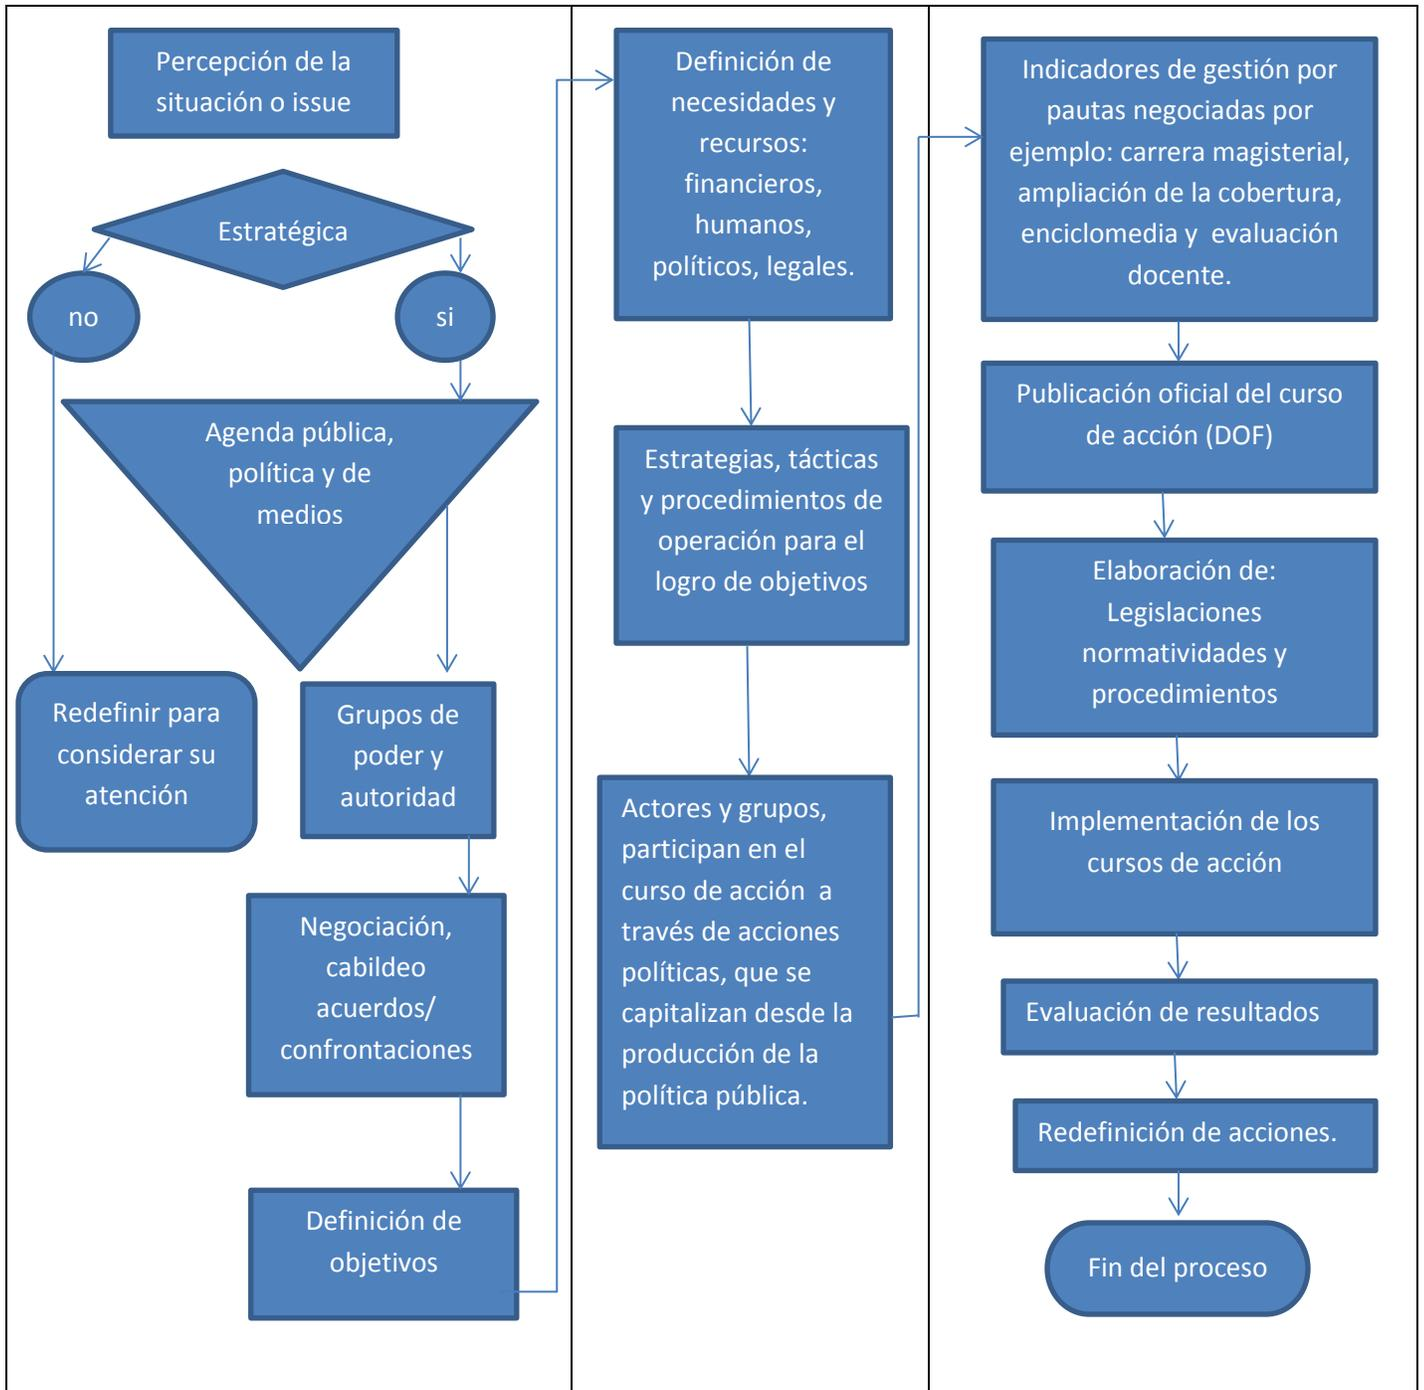 Percepción de la
situación o issue
Estratégica
no
si
Agenda pública,
política y de
medios
Redefinir para
considerar su
atención
Grupos de
poder y
autoridad
Negociación,
cabildeo
acuerdos/
confrontaciones
Definición de
objetivos
Definición de
necesidades y
recursos:
financieros,
humanos,
políticos, legales.
Estrategias, tácticas
y procedimientos de
operación para el
logro de objetivos
Actores y grupos,
participan en el
curso de acción  a
través de acciones
políticas, que se
capitalizan desde la
producción de la
política pública.
Indicadores de gestión por
pautas negociadas por
ejemplo: carrera magisterial,
ampliación de la cobertura,
enciclomedia y  evaluación
docente.
Publicación oficial del curso
de acción (DOF)
Elaboración de:
Legislaciones
normatividades y
procedimientos
Implementación de los
cursos de acción
Evaluación de resultados
Redefinición de acciones.
Fin del proceso